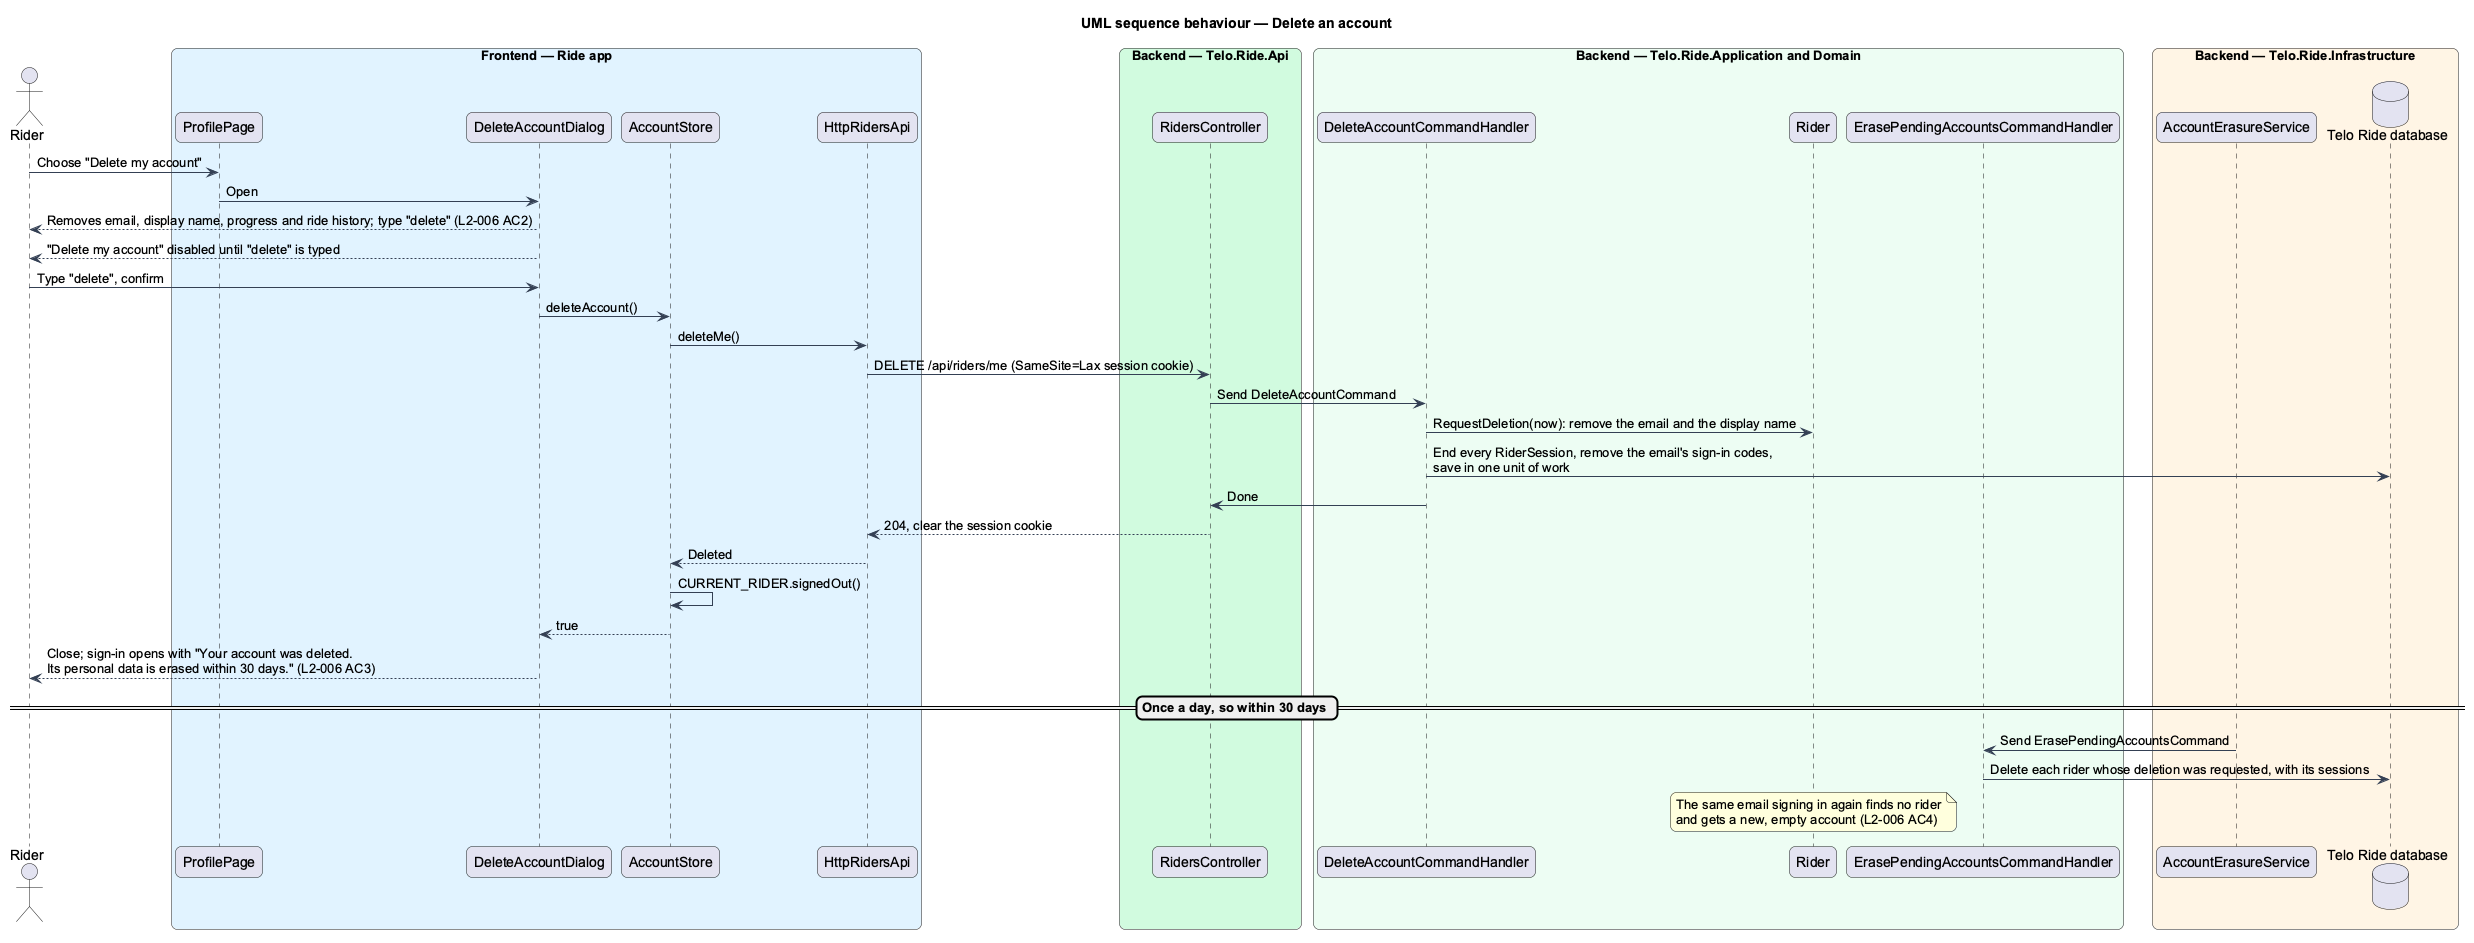 UML sequence behaviour — Delete an account
Frontend — Ride app
Backend — Telo.Ride.Api
Backend — Telo.Ride.Application and Domain
Backend — Telo.Ride.Infrastructure
Rider
ProfilePage
DeleteAccountDialog
AccountStore
HttpRidersApi
RidersController
DeleteAccountCommandHandler
Rider
ErasePendingAccountsCommandHandler
AccountErasureService
Telo Ride database
Choose "Delete my account"
Open
Removes email, display name, progress and ride history; type "delete" (L2-006 AC2)
"Delete my account" disabled until "delete" is typed
Type "delete", confirm
deleteAccount()
deleteMe()
DELETE /api/riders/me (SameSite=Lax session cookie)
Send DeleteAccountCommand
RequestDeletion(now): remove the email and the display name
End every RiderSession, remove the email's sign-in codes,
save in one unit of work
Done
204, clear the session cookie
Deleted
CURRENT_RIDER.signedOut()
true
Close; sign-in opens with "Your account was deleted.
Its personal data is erased within 30 days." (L2-006 AC3)
Once a day, so within 30 days
Send ErasePendingAccountsCommand
Delete each rider whose deletion was requested, with its sessions
The same email signing in again finds no rider
and gets a new, empty account (L2-006 AC4)
Rider
ProfilePage
DeleteAccountDialog
AccountStore
HttpRidersApi
RidersController
DeleteAccountCommandHandler
Rider
ErasePendingAccountsCommandHandler
AccountErasureService
Telo Ride database